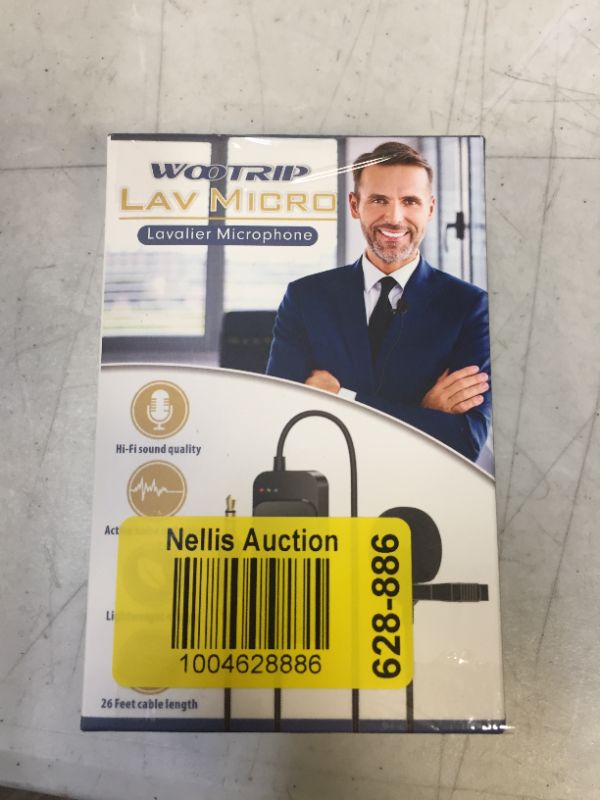 WOOTRIP
LAV MICRO
Lavalier Microphone
Hi-Fi sound quality
Nellis Auction
1004628886
628-886
26 Feet cable length